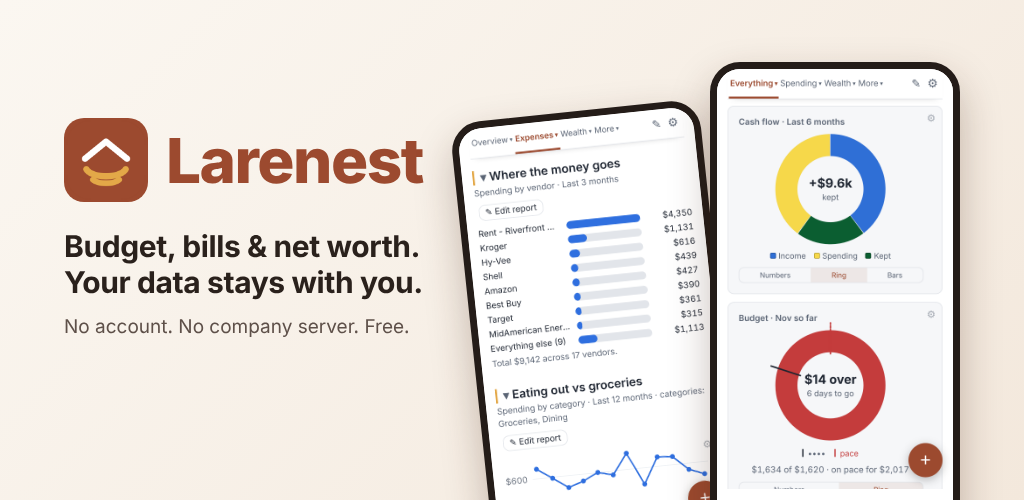 Larenest
Budget, bills & net worth.
Your data stays with you.
No account. No company server. Free.
Overview ▾ Expenses ▾ Wealth ▾ More ▾
▾ Where the money goes
Spending by vendor · Last 3 months
✎ Edit report
Rent - Riverfront ... $4,350
Kroger $1,131
Hy-Vee $616
Shell $439
Amazon $427
Best Buy $390
Target $361
MidAmerican Ener... $315
Everything else (9) $1,113
Total $9,142 across 17 vendors.
▾ Eating out vs groceries
Spending by category · Last 12 months · categories:
Groceries, Dining
✎ Edit report
$600
+
Everything ▾ Spending ▾ Wealth ▾ More ▾
Cash flow · Last 6 months
+$9.6k
kept
Income Spending Kept
Numbers Ring Bars
Budget · Nov so far
$14 over
6 days to go
pace
$1,634 of $1,620 · on pace for $2,017
+